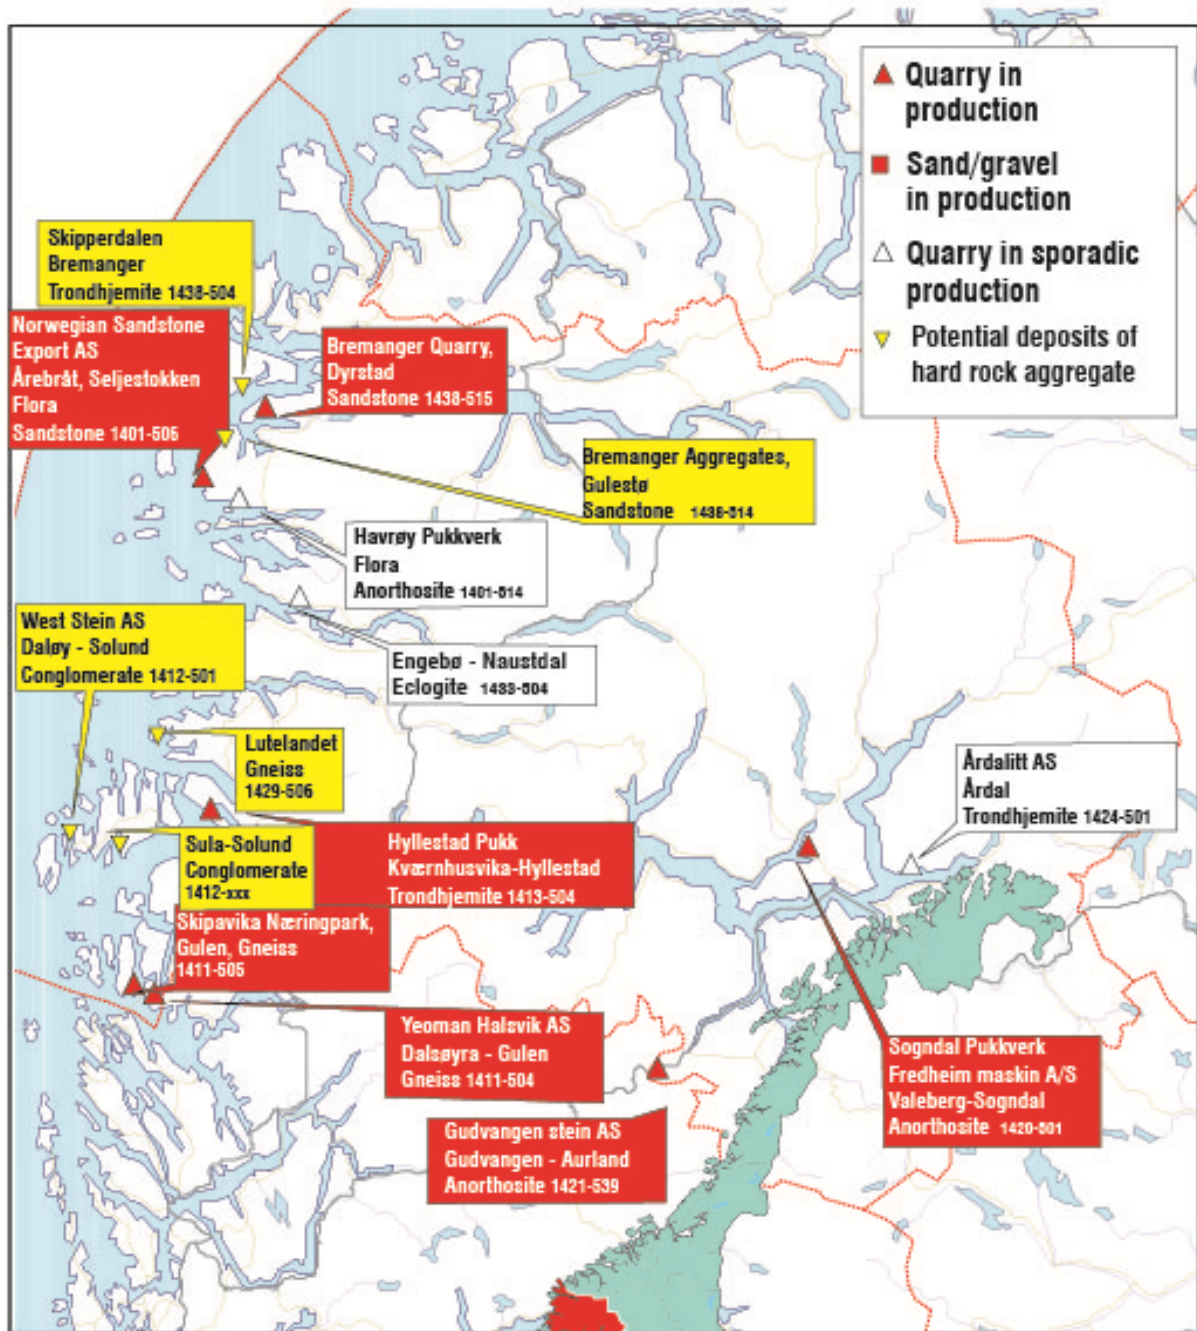 Quarry in
production
Sand/gravel
in production
Quarry in sporadic
production
Potential deposits of
hard rock aggregate
Skipperdalen
Bremanger
Trondhjemite 1438-504
Norwegian Sandstone
Export AS
Årebråt, Seljestokken
Flora
Sandstone 1401-506
Bremanger Quarry,
Dyrstad
Sandstone 1438-515
Bremanger Aggregates,
Gulestø
Sandstone 1438-514
Havrøy Pukkverk
Flora
Anorthosite 1401-514
Engebø - Naustdal
Eclogite 1433-504
West Stein AS
Daløy - Solund
Conglomerate 1412-501
Lutelandet
Gneiss
1429-506
Årdalitt AS
Årdal
Trondhjemite 1424-501
Sula-Solund
Conglomerate
1412-xxx
Hyllestad Pukk
Kværnhusvika-Hyllestad
Trondhjemite 1413-504
Skipavika Næringpark,
Gulen, Gneiss
1411-505
Yeoman Halsvik AS
Dalsøyra - Gulen
Gneiss 1411-504
Sogndal Pukkverk
Fredheim maskin A/S
Valeberg-Sogndal
Anorthosite 1420-501
Gudvangen stein AS
Gudvangen - Aurland
Anorthosite 1421-539